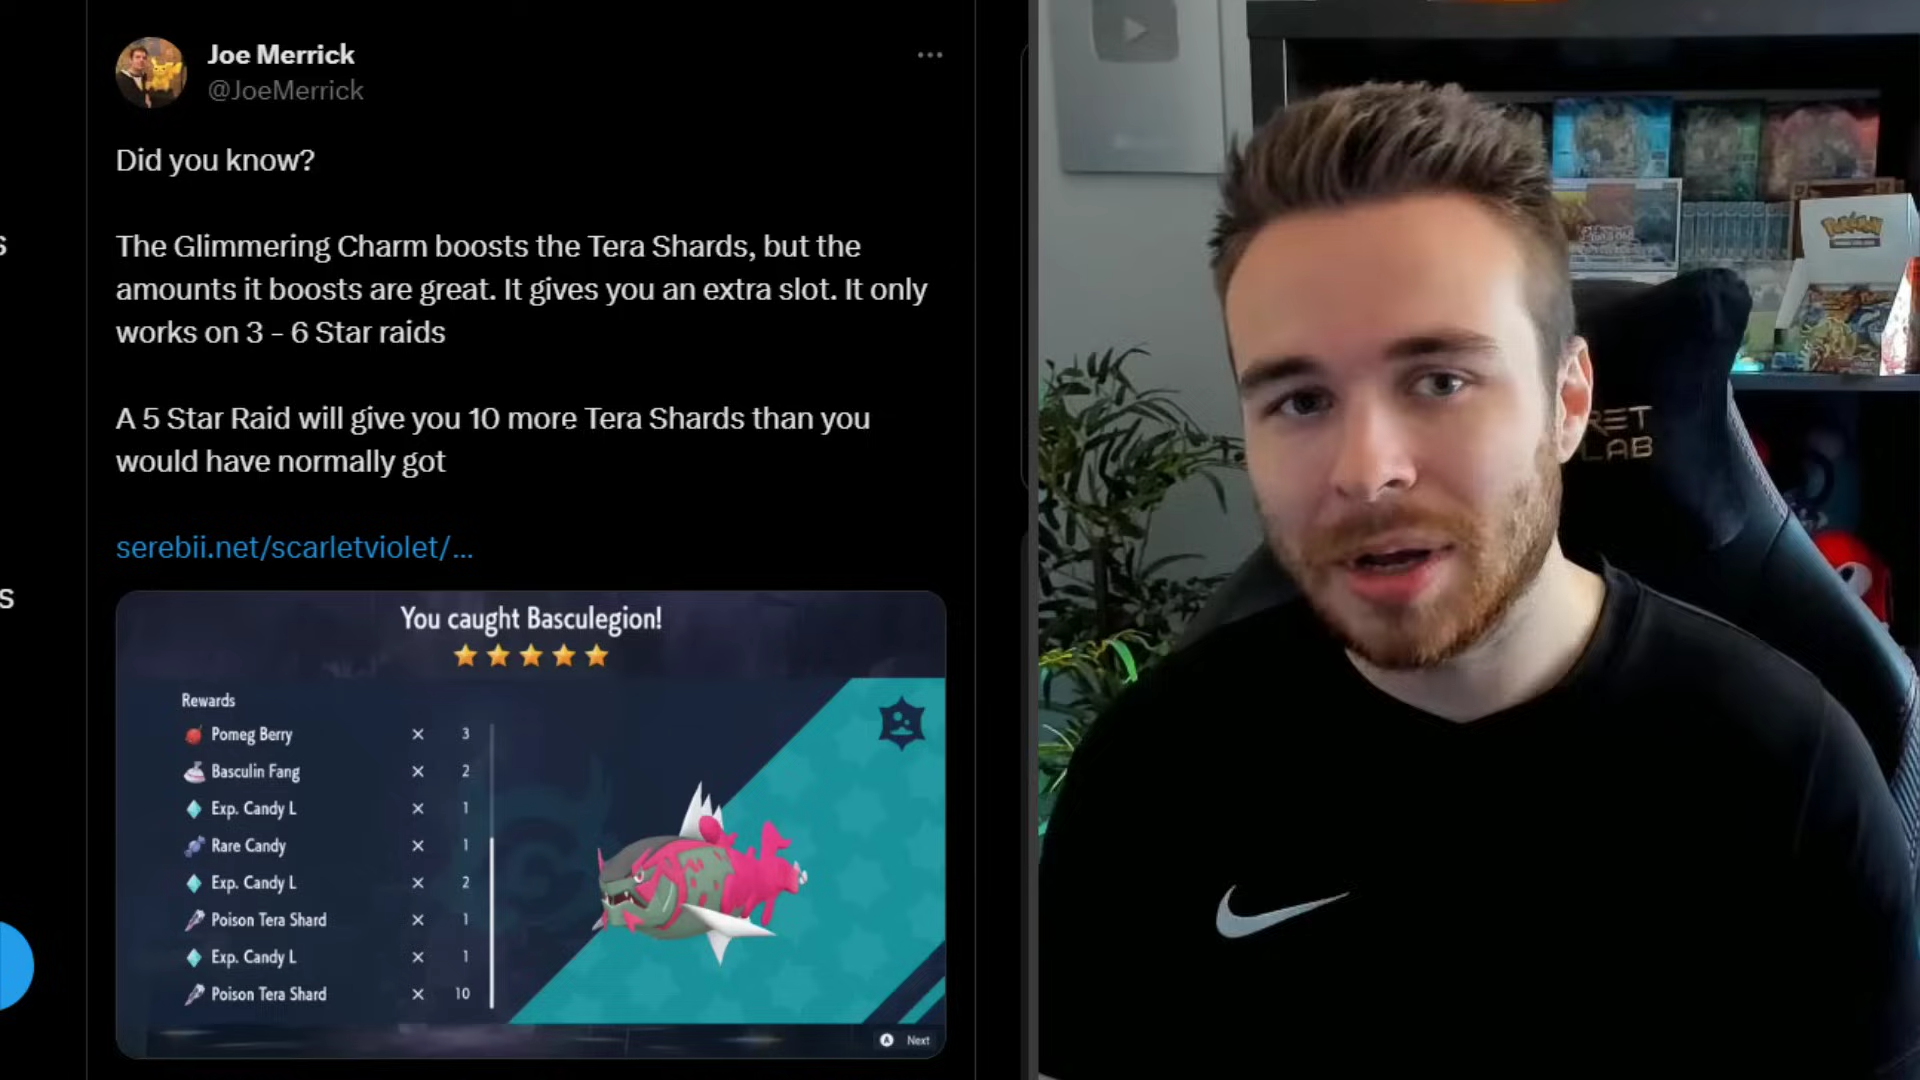 Joe Merrick
@JoeMerrick
Did you know?
The Glimmering Charm boosts the Tera Shards, but the
amounts it boosts are great. It gives you an extra slot. It only
works on 3 - 6 Star raids
A 5 Star Raid will give you 10 more Tera Shards than you
would have normally got
serebii.net/scarletviolet/...
You caught Basculegion!
Rewards
Pomeg Berry × 3
Basculin Fang × 2
Exp. Candy L × 1
Rare Candy × 1
Exp. Candy L × 2
Poison Tera Shard × 1
Exp. Candy L × 1
Poison Tera Shard × 10
A Next
s
RET
LAB
Pokémon